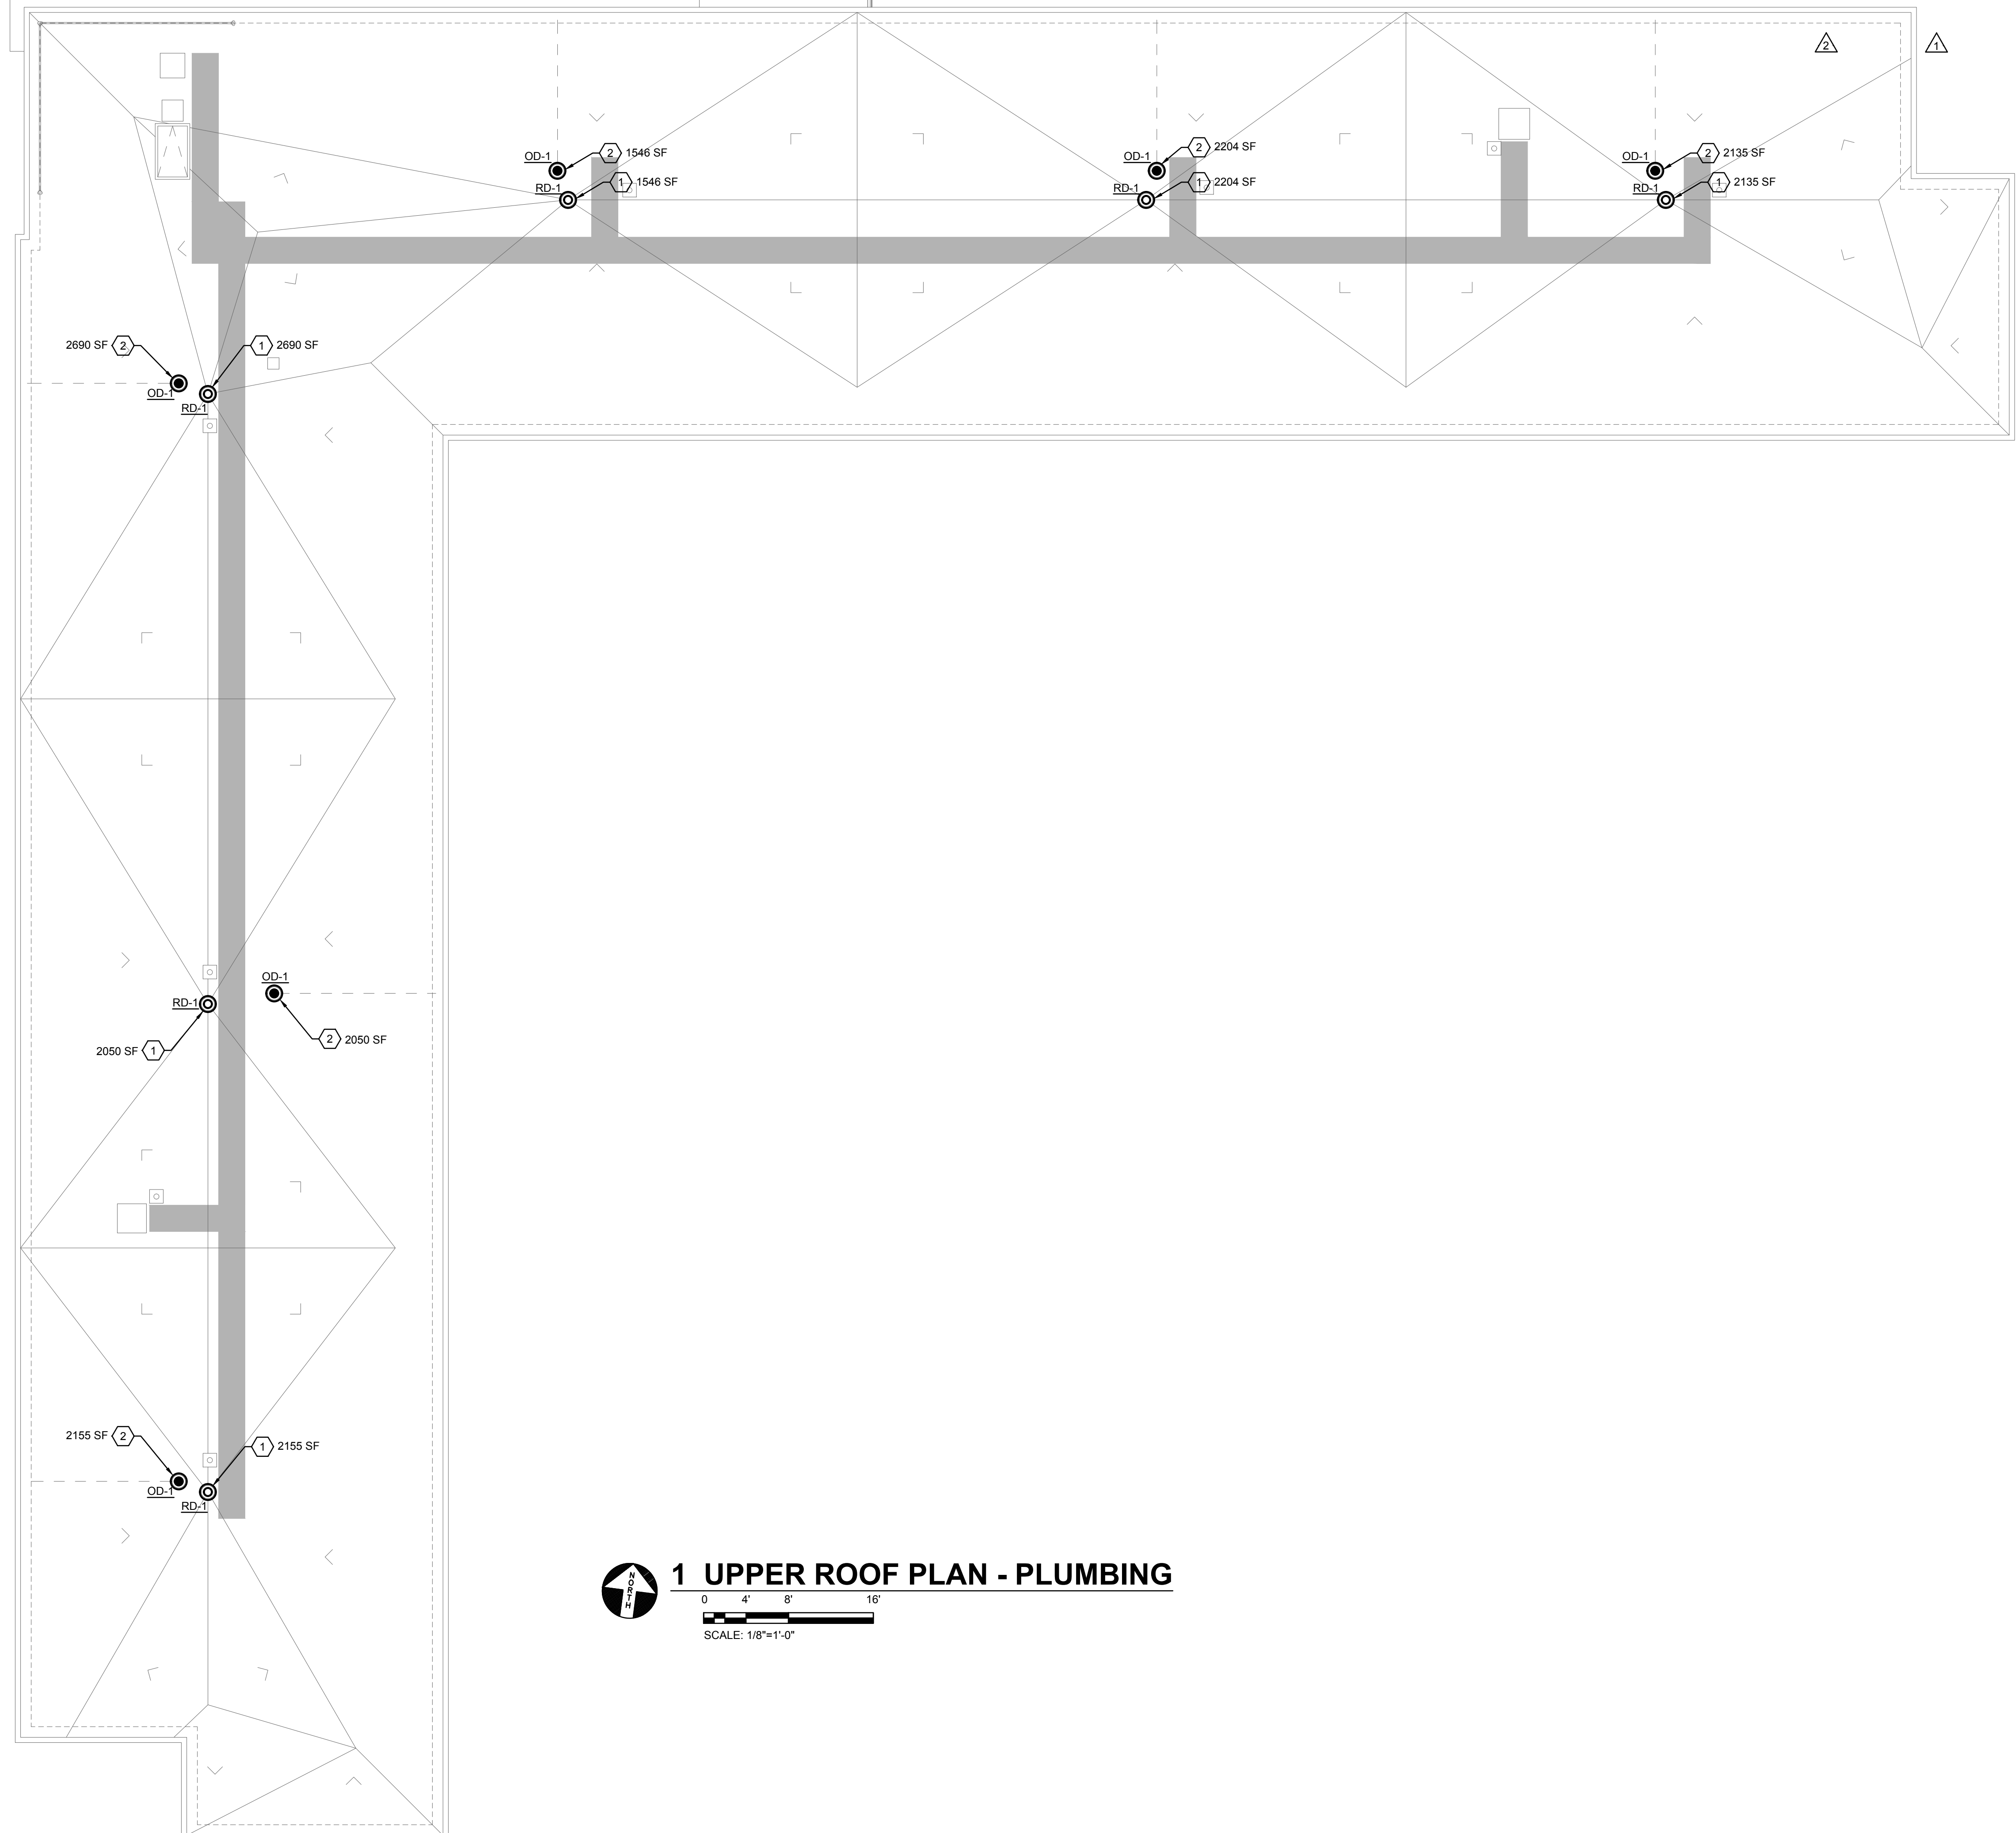 2
1
OD-1
2 1546 SF
RD-1
1 1546 SF
OD-1
2 2204 SF
RD-1
1 2204 SF
OD-1
2 2135 SF
RD-1
1 2135 SF
2690 SF 2
1 2690 SF
OD-1
RD-1
OD-1
RD-1
2050 SF 1
2 2050 SF
2155 SF 2
1 2155 SF
OD-1
RD-1
NORTH
1 UPPER ROOF PLAN - PLUMBING
0 4' 8' 16'
SCALE: 1/8"=1'-0"